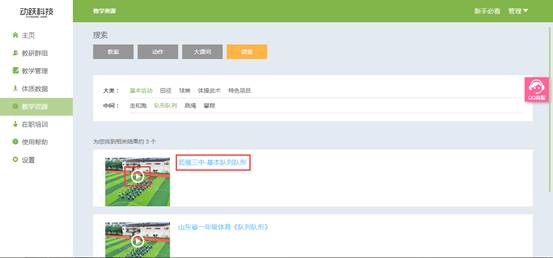 动跃科技
教学资源
新手必看 管理
主页
教研群组
教学管理
体质数据
教学资源
在职培训
使用帮助
设置
搜索
教案 动作 大课间 课堂
大类： 基本运动 田径 球类 体操武术 特色项目
中间： 走和跑 队形队列 跳绳 攀爬
QQ客服
为您找到相关结果约 3 个
三中-基本队列队形
山东省一年级体育《队列队形》